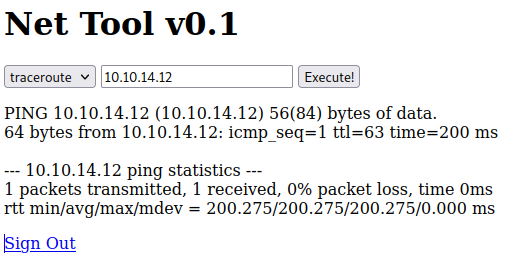 Net Tool v0.1
traceroute 10.10.14.12 Execute!
PING 10.10.14.12 (10.10.14.12) 56(84) bytes of data.
64 bytes from 10.10.14.12: icmp_seq=1 ttl=63 time=200 ms
--- 10.10.14.12 ping statistics ---
1 packets transmitted, 1 received, 0% packet loss, time 0ms
rtt min/avg/max/mdev = 200.275/200.275/200.275/0.000 ms
Sign Out